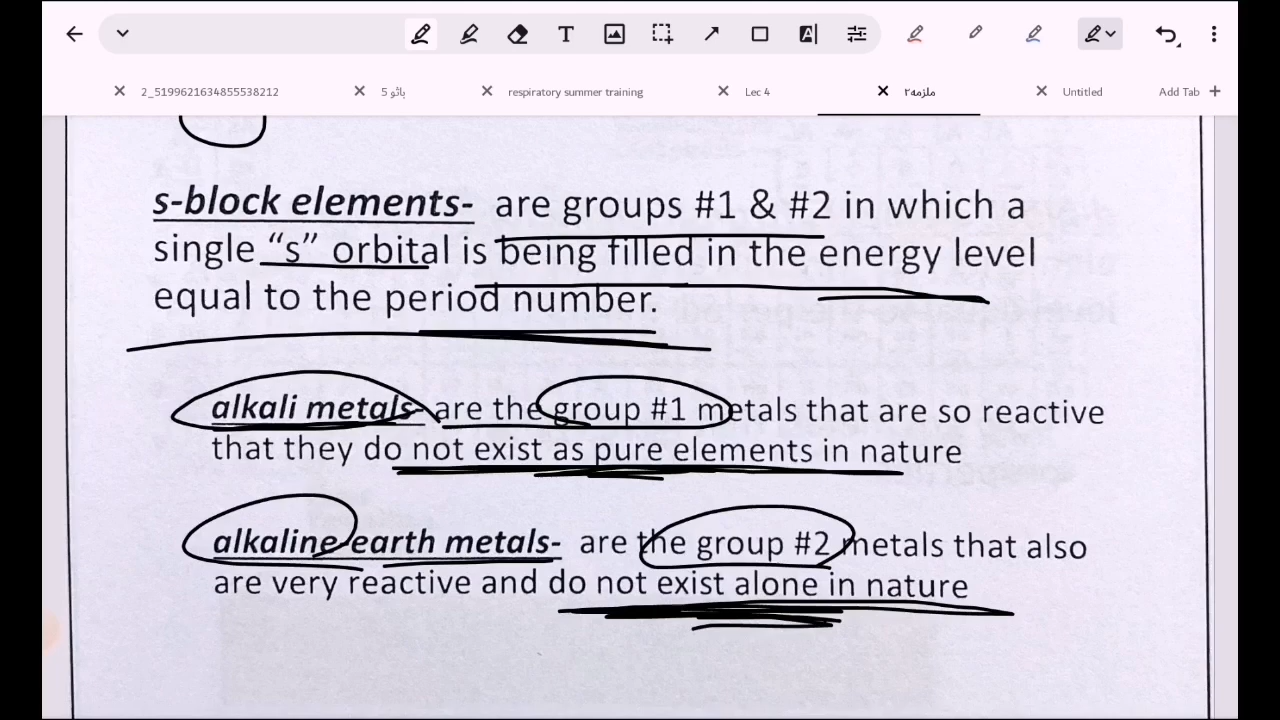 2_5199621634855538212
5 باثو
respiratory summer training
Lec 4
ملزمه٢
Untitled
Add Tab
s-block elements- are groups #1 & #2 in which a
single “s” orbital is being filled in the energy level
equal to the period number.
alkali metals- are the group #1 metals that are so reactive
that they do not exist as pure elements in nature
alkaline earth metals- are the group #2 metals that also
are very reactive and do not exist alone in nature